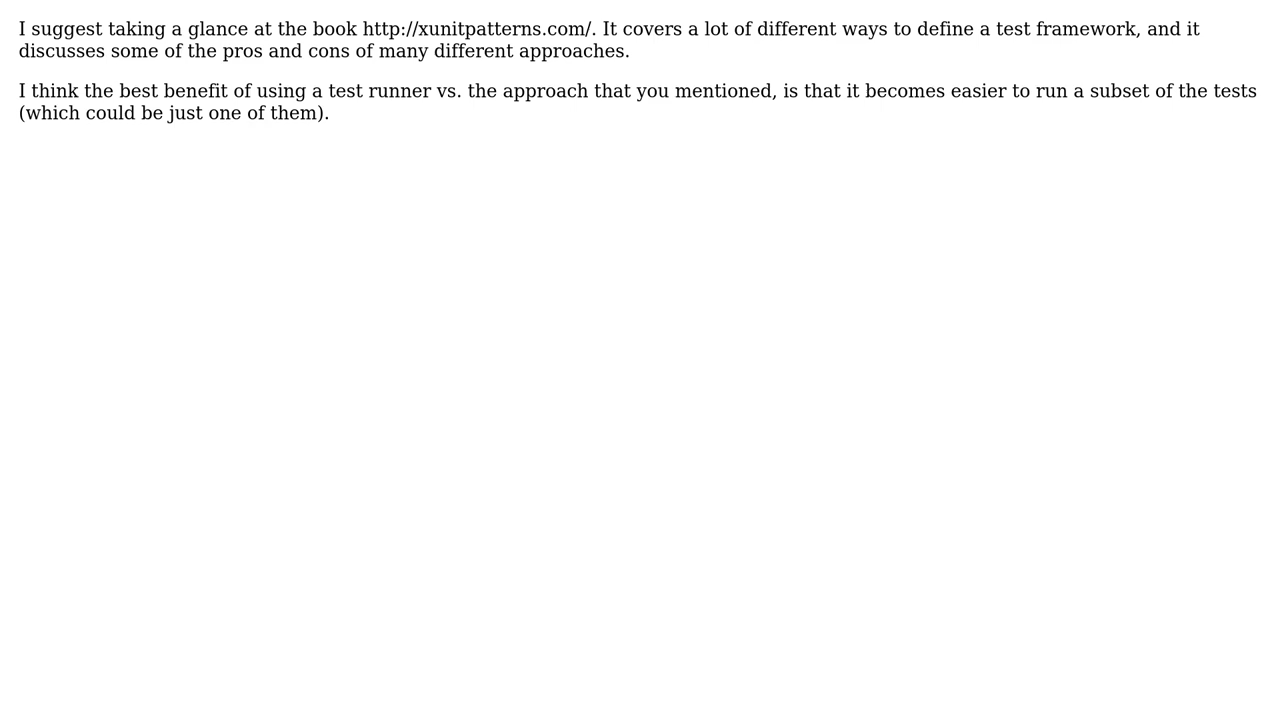 I suggest taking a glance at the book http://xunitpatterns.com/. It covers a lot of different ways to define a test framework, and it
discusses some of the pros and cons of many different approaches.
I think the best benefit of using a test runner vs. the approach that you mentioned, is that it becomes easier to run a subset of the tests
(which could be just one of them).